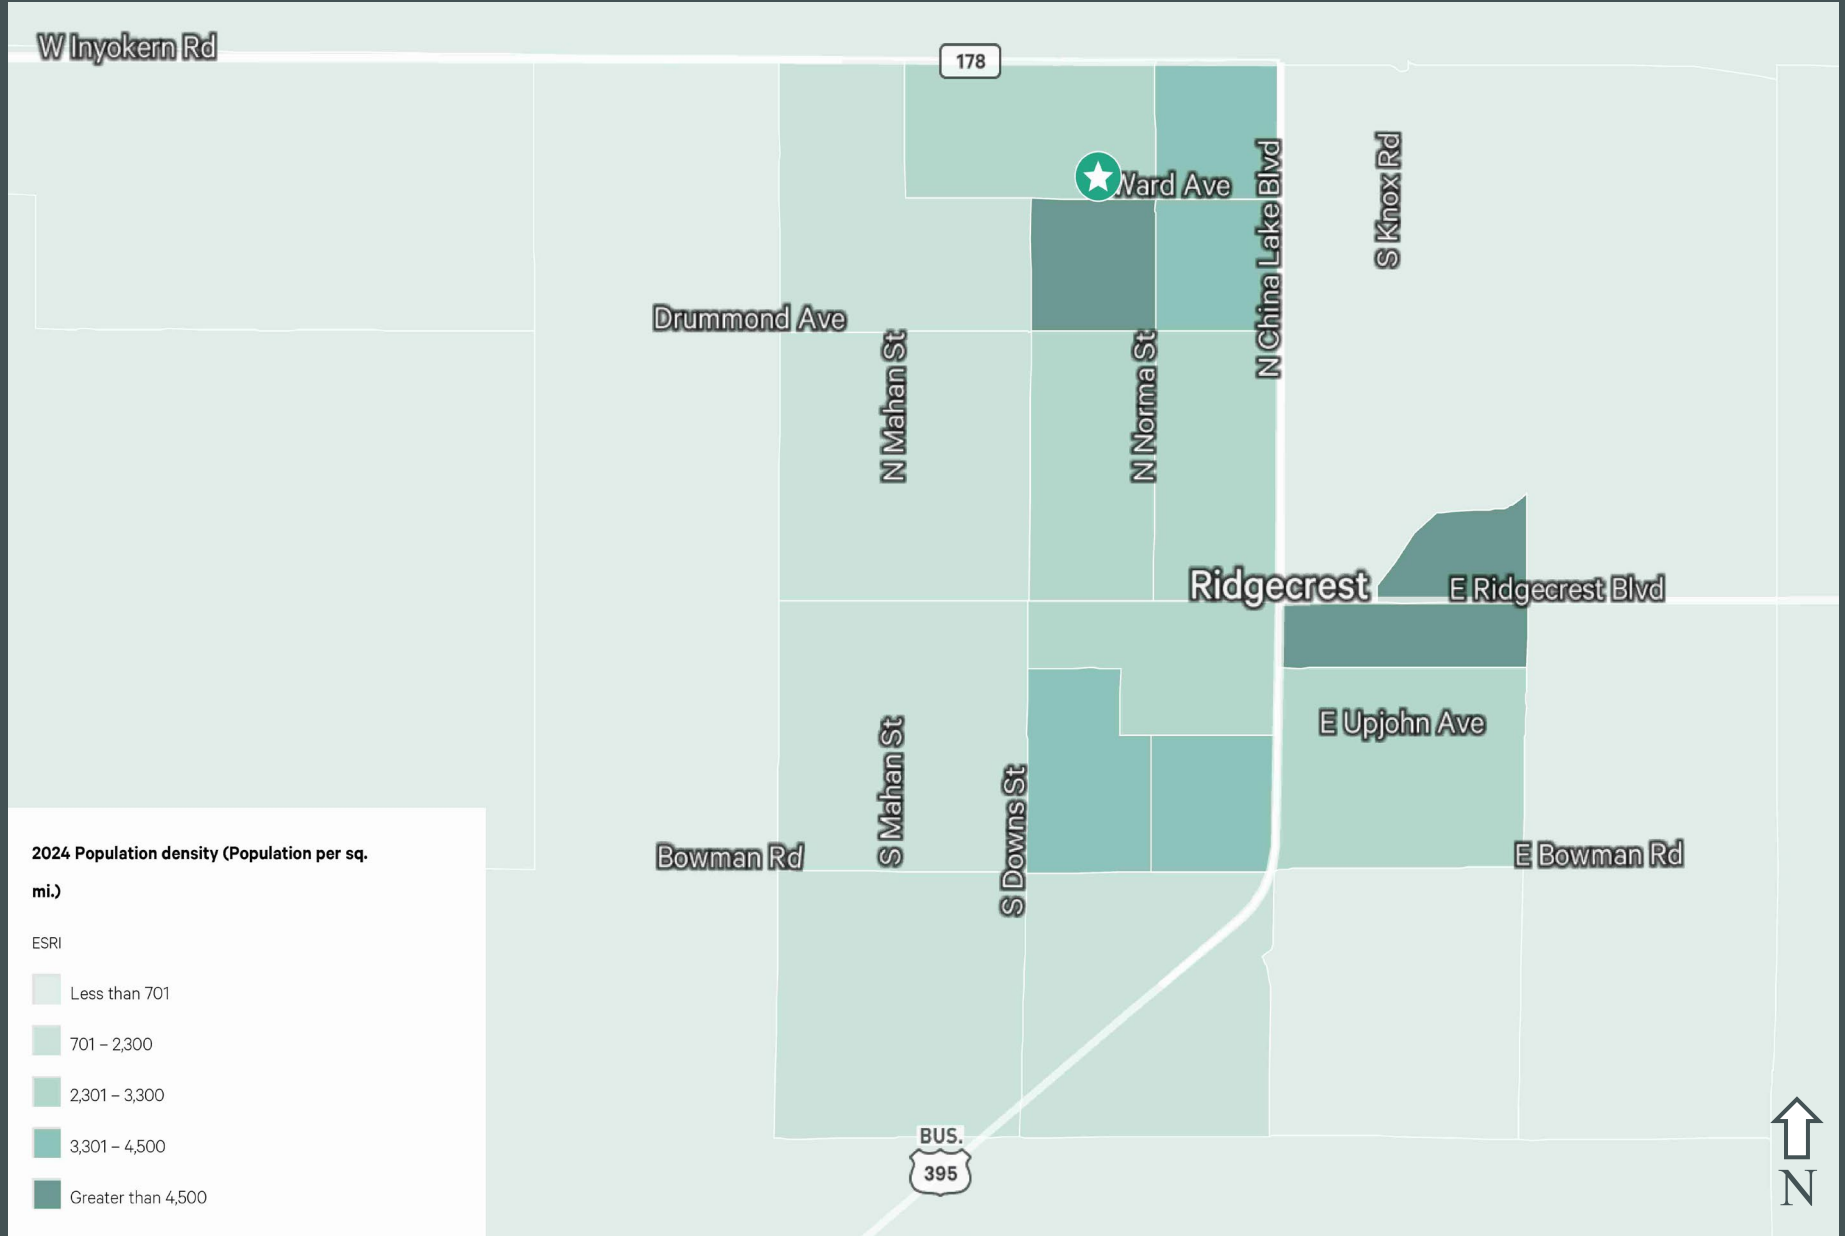 W Inyokern Rd
178
Ward Ave
N China Lake Blvd
S Knox Rd
Drummond Ave
N Mahan St
N Norma St
Ridgecrest
E Ridgecrest Blvd
E Upjohn Ave
S Mahan St
S Downs St
Bowman Rd
E Bowman Rd
2024 Population density (Population per sq.
mi.)
ESRI
Less than 701
701 – 2,300
2,301 – 3,300
3,301 – 4,500
Greater than 4,500
BUS.
395
N